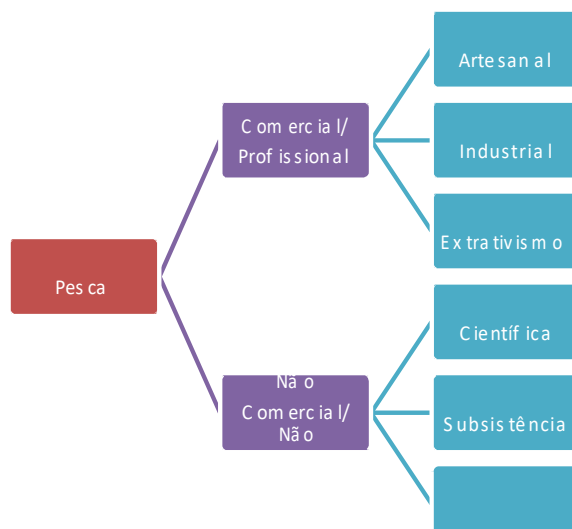 Artesanal
Comercial/
Profissional
Industrial
Extrativismo
Pesca
Científica
Não
Comercial/
Não
Subsistência